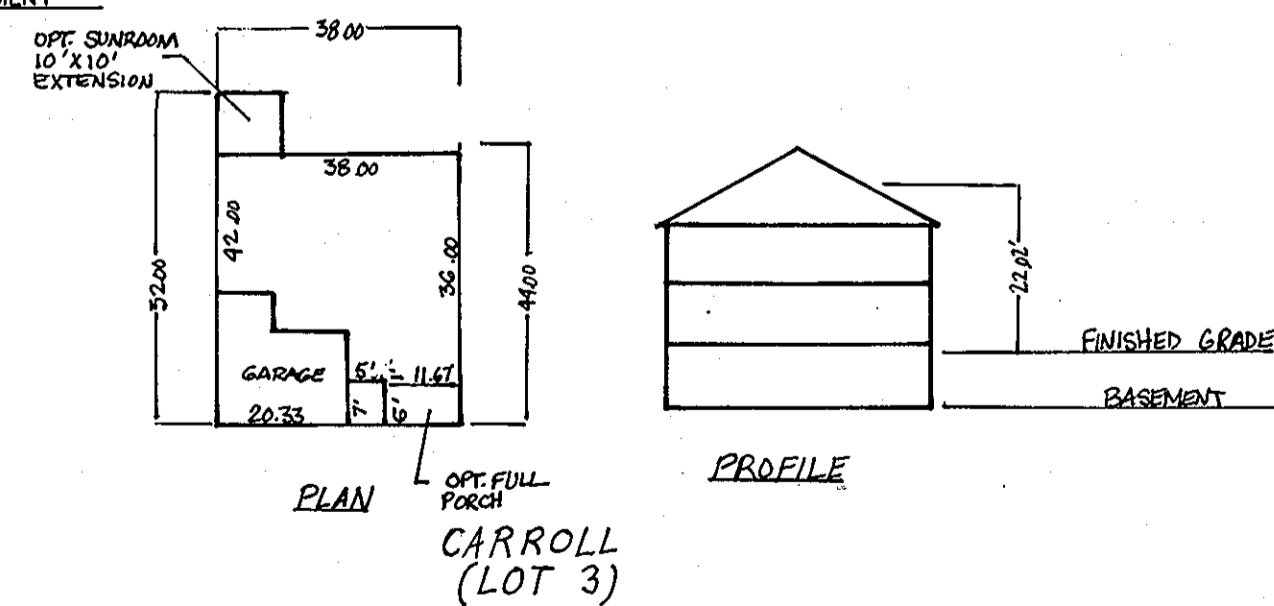 OPT. SUNROOM
10'X10'
EXTENSION
38.00
38.00
52.00
42.00
36.00
44.00
GARAGE
20.33
5'
11.67
7'
6'
OPT. FULL
PORCH
PLAN
CARROLL
(LOT 3)
22.02'
FINISHED GRADE
BASEMENT
PROFILE